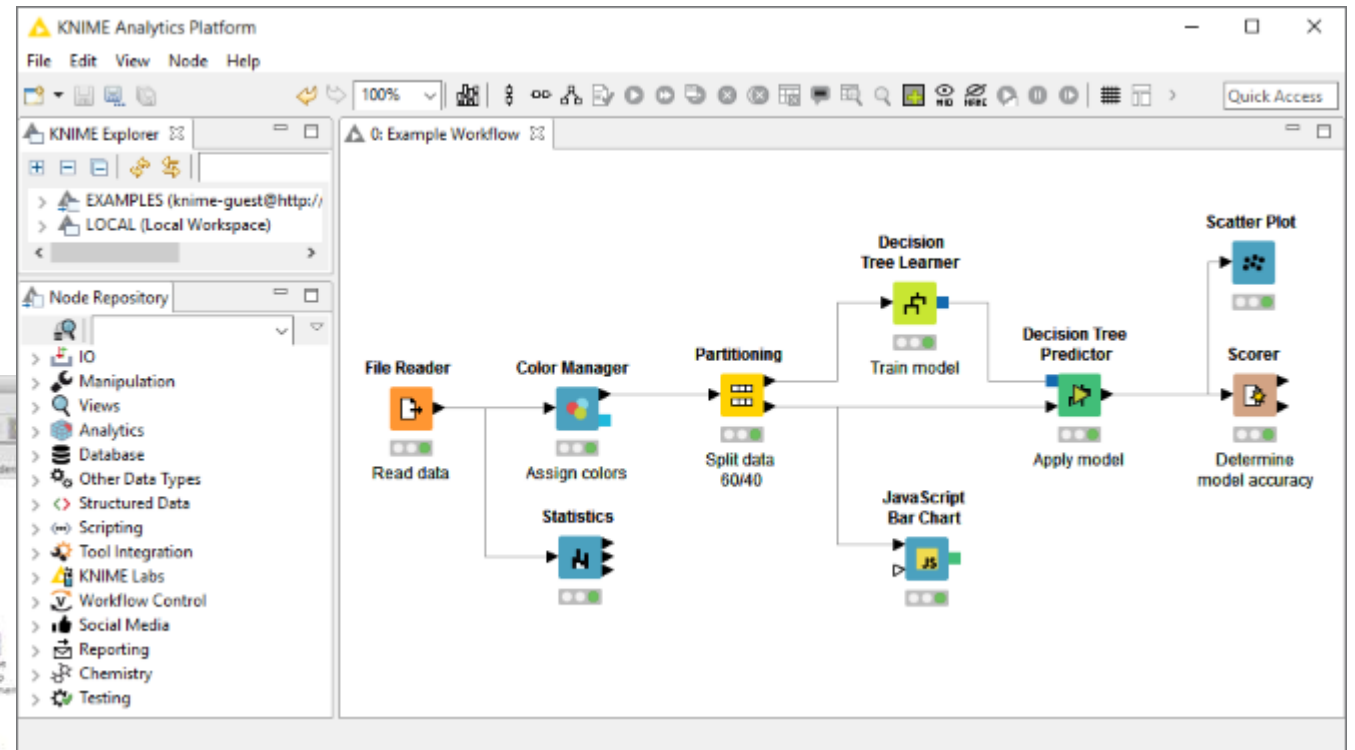 KNIME Analytics Platform
File Edit View Node Help
100%
Quick Access
KNIME Explorer
EXAMPLES (knime-guest@http://
LOCAL (Local Workspace)
Node Repository
IO
Manipulation
Views
Analytics
Database
Other Data Types
Structured Data
Scripting
Tool Integration
KNIME Labs
Workflow Control
Social Media
Reporting
Chemistry
Testing
0: Example Workflow
File Reader
Read data
Color Manager
Assign colors
Statistics
Partitioning
Split data
60/40
Decision
Tree Learner
Train model
JavaScript
Bar Chart
JS
Decision Tree
Predictor
Apply model
Scatter Plot
Scorer
Determine
model accuracy